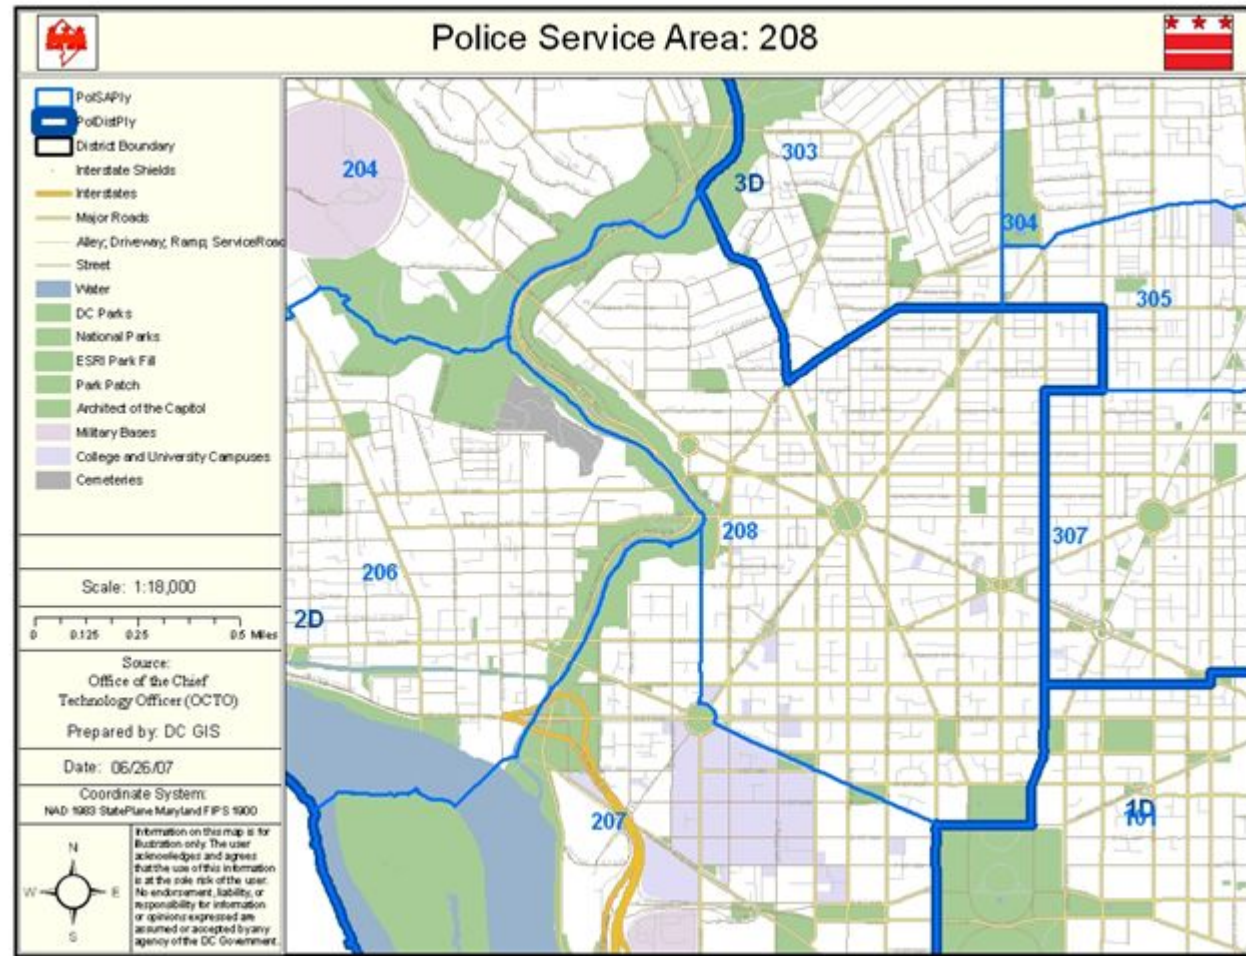 Police Service Area: 208
PolSAPly
PolDistPly
District Boundary
Interstate Shields
Interstates
Major Roads
Alley; Driveway; Ramp; ServiceRoad
Street
Water
DC Parks
National Parks
ESRI Park Fill
Park Patch
Architect of the Capitol
Military Bases
College and University Campuses
Cemeteries
Scale: 1:18,000
0 0.125 0.25 0.5 Miles
Source:
Office of the Chief
Technology Officer (OCTO)
Prepared by: DC GIS
Date: 06/26/07
Coordinate System:
NAD 1983 StatePlane Maryland FIPS 1900
N
W E
S
Information on this map is for
illustration only. The user
acknowledges and agrees
that the use of this information
is at the sole risk of the user.
No endorsement, liability, or
responsibility for information
or opinions expressed are
assumed or accepted by any
agency of the DC Government.
303
204
3D
304
305
208
307
206
2D
207
1D
101